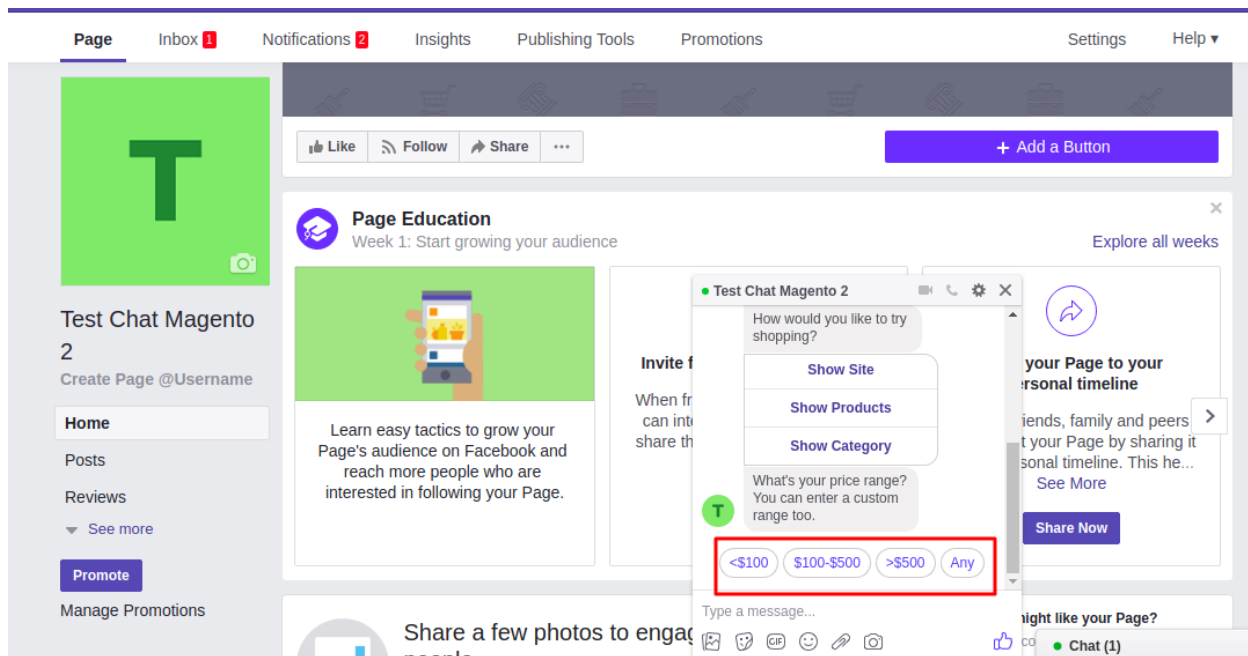 Page Inbox 1 Notifications 2 Insights Publishing Tools Promotions Settings Help ▾
T
Like Follow Share ...
+ Add a Button
Page Education
Week 1: Start growing your audience
Explore all weeks
Test Chat Magento
2
Create Page @Username
Home
Posts
Reviews
See more
Promote
Manage Promotions
Learn easy tactics to grow your
Page's audience on Facebook and
reach more people who are
interested in following your Page.
Invite f
When fr
can inte
share th
Test Chat Magento 2
How would you like to try
shopping?
Show Site
Show Products
Show Category
What's your price range?
You can enter a custom
range too.
T
<$100 $100-$500 >$500 Any
Type a message...
GIF
your Page to your
rsonal timeline
iends, family and peers
t your Page by sharing it
sonal timeline. This he...
See More
Share Now
Share a few photos to engag
ight like your Page?
co
Chat (1)